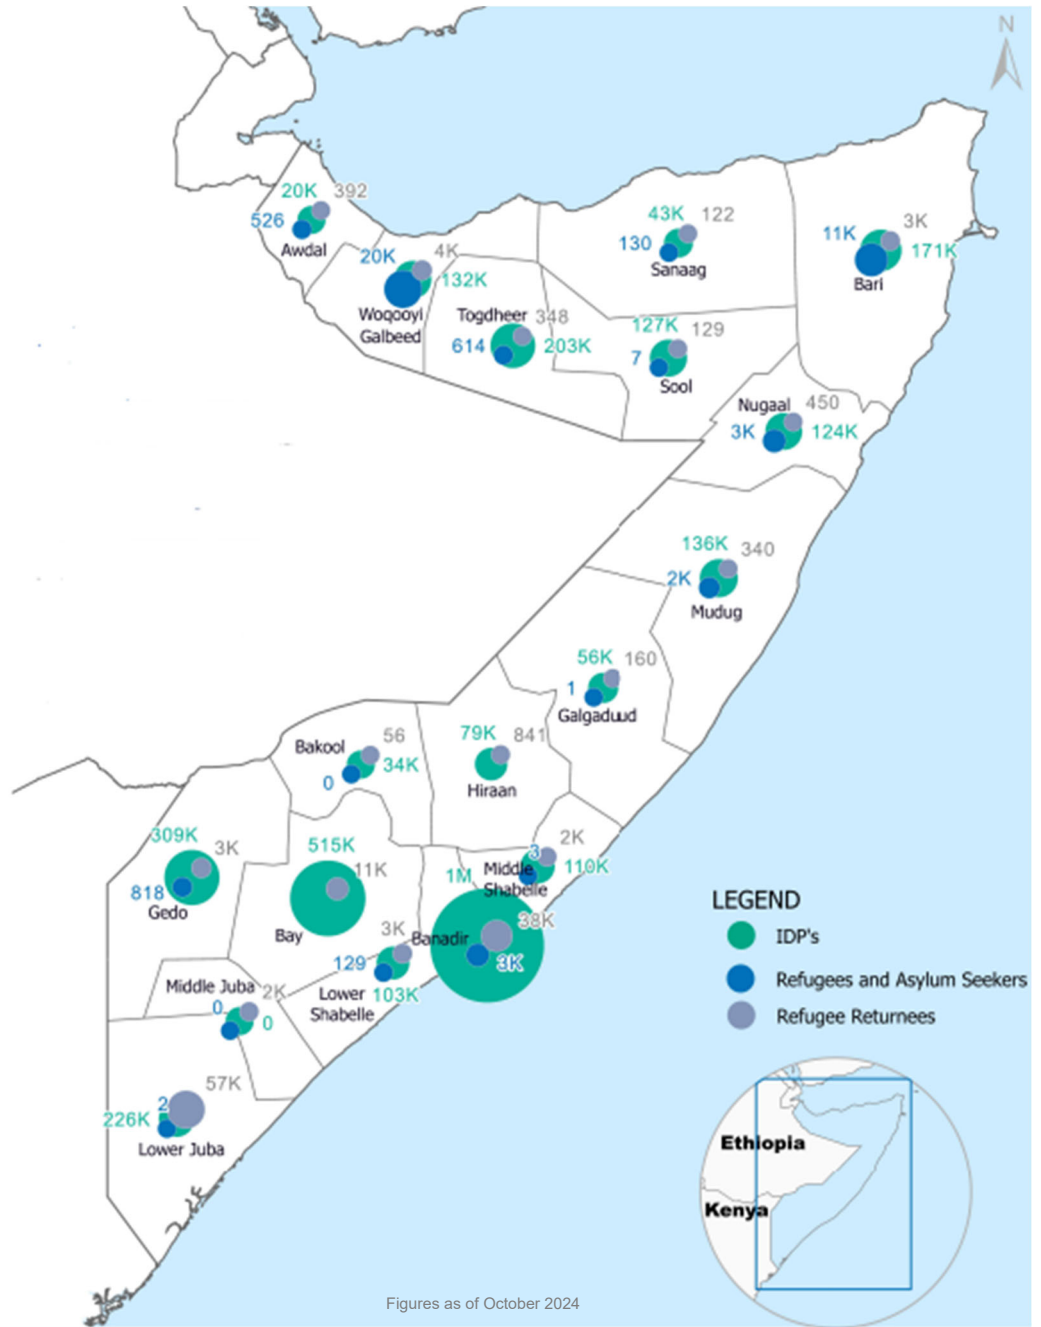 N
20K 392
526
Awdal
20K 4K
132K
Woqooyi
Galbeed
Togdheer 348
614 203K
43K 122
130
Sanaag
3K
11K 171K
Bari
127K 129
7
Sool
Nugaal 450
3K 124K
136K 340
2K
Mudug
56K 160
1
Galgaduud
Bakool 56
34K
0
79K 841
Hiraan
309K 3K
818
Gedo
515K
11K
Bay
2K
3
110K
Middle
Shabelle
1M
38K
Banadir
3K
3K
129
Lower 103K
Shabelle
Middle Juba 2K
0
0
57K
2
226K
Lower Juba
LEGEND
IDP's
Refugees and Asylum Seekers
Refugee Returnees
Ethiopia
Kenya
Figures as of October 2024